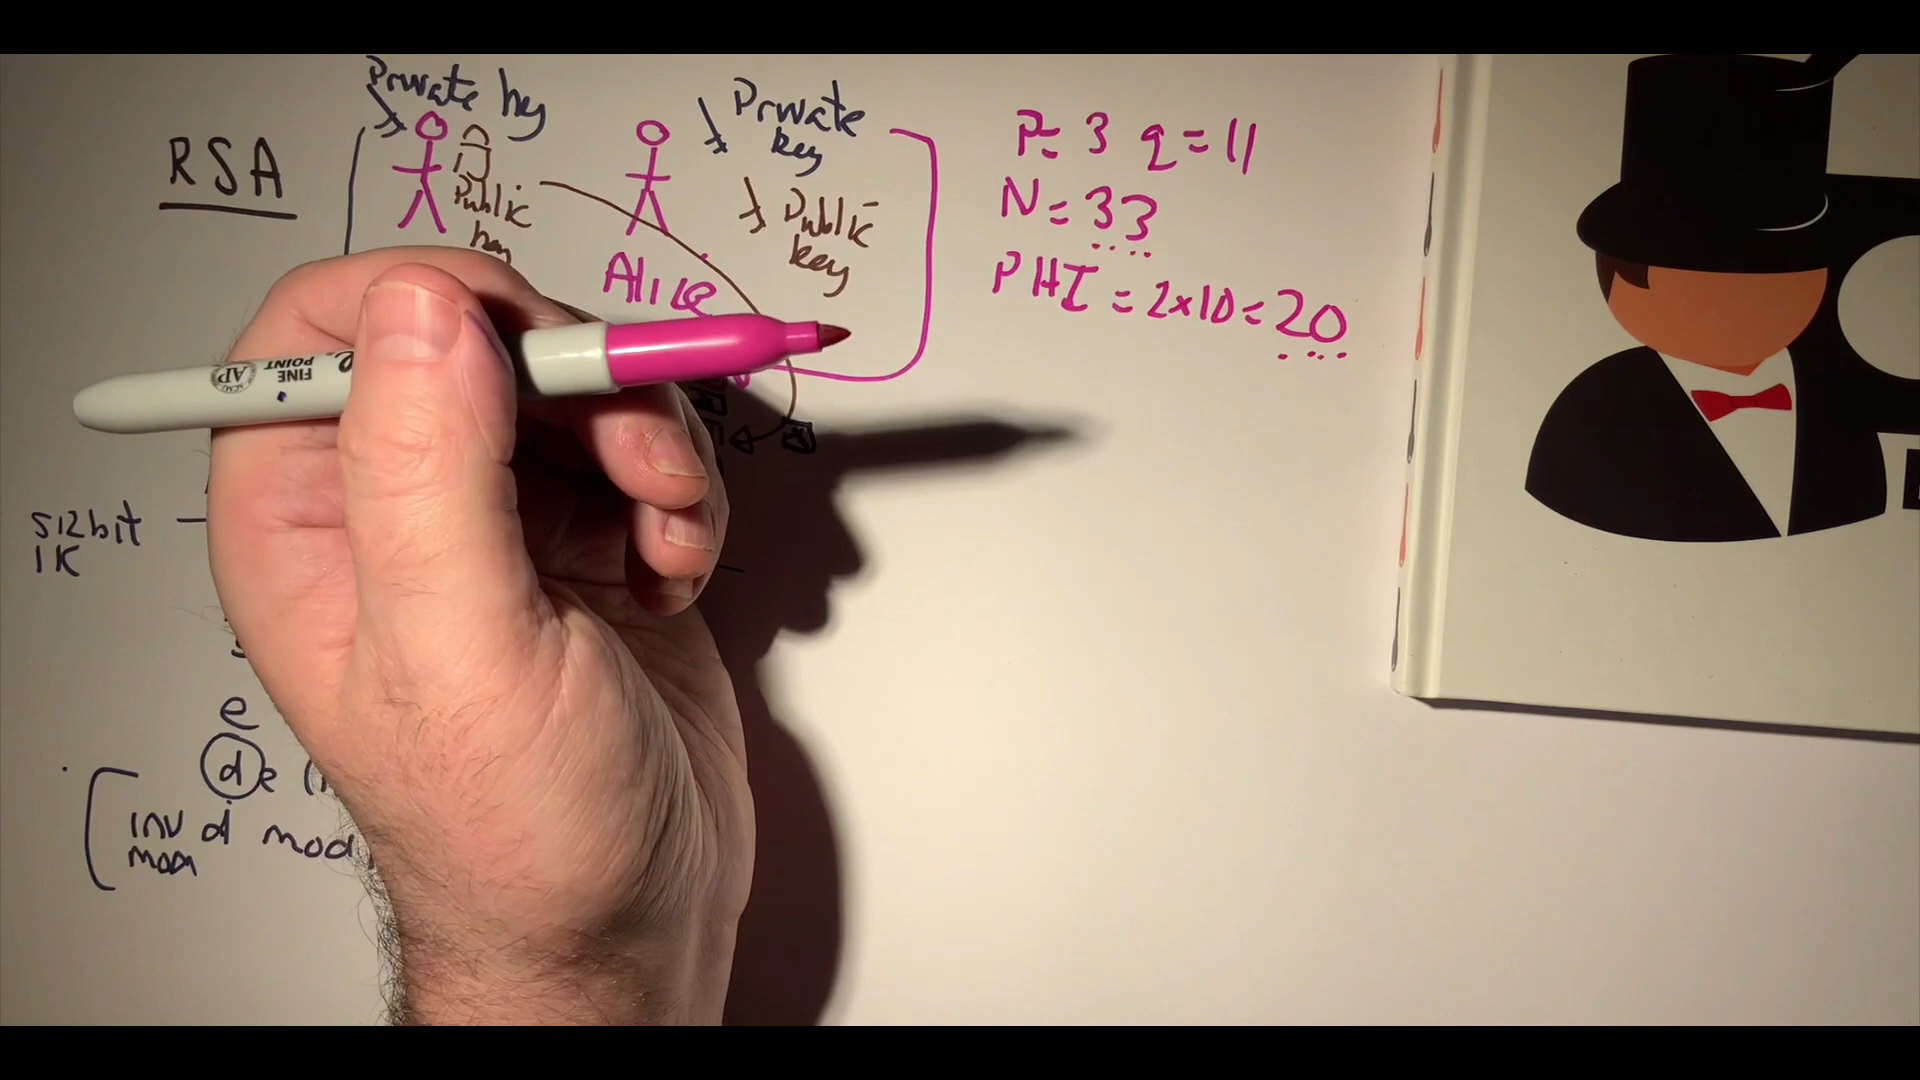 RSA
Private key
Public
key
Alice
Private
key
Public
key
P = 3 q = 11
N = 33
PHI = 2x10 = 20
FINE
POINT
AP
512bit
1K
e
d e (
inv d mod
mod